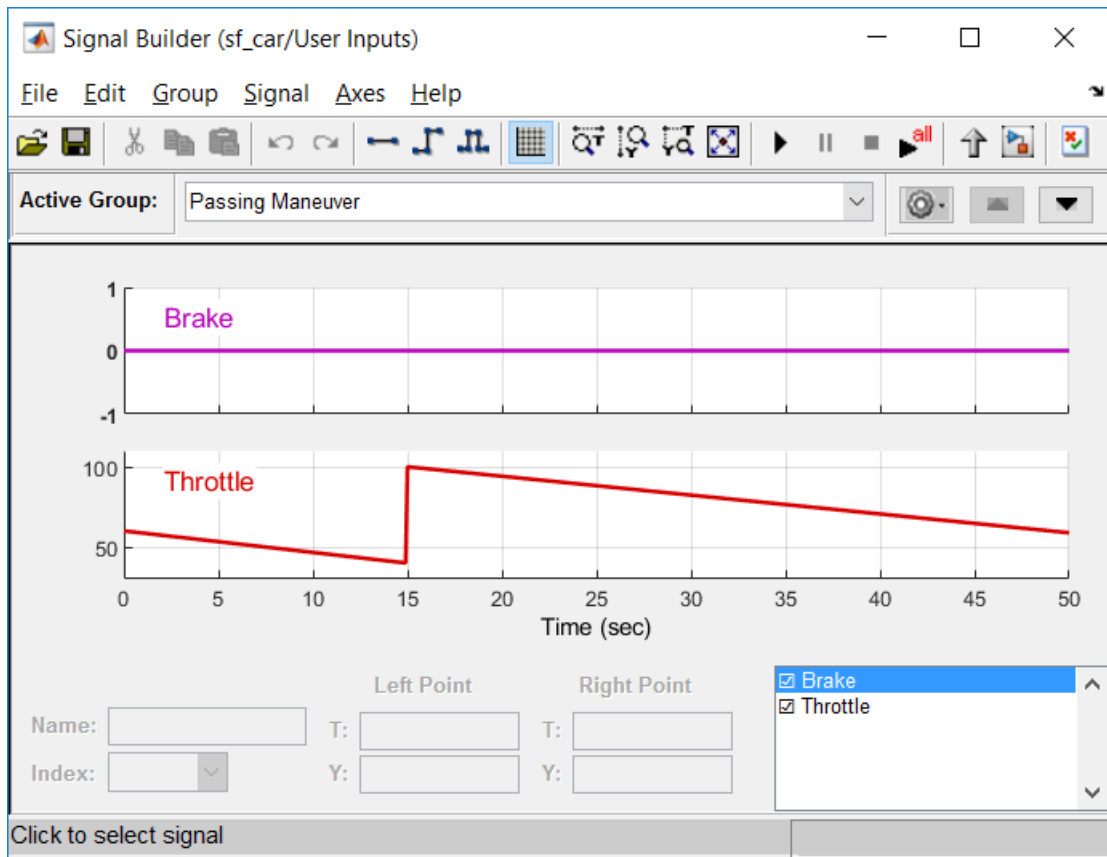 Signal Builder (sf_car/User Inputs)
File Edit Group Signal Axes Help
all
Active Group: Passing Maneuver
1
Brake
0
-1
100
Throttle
50
0 5 10 15 20 25 30 35 40 45 50
Time (sec)
Left Point Right Point
Name: T: T:
Index: Y: Y:
Brake
Throttle
Click to select signal